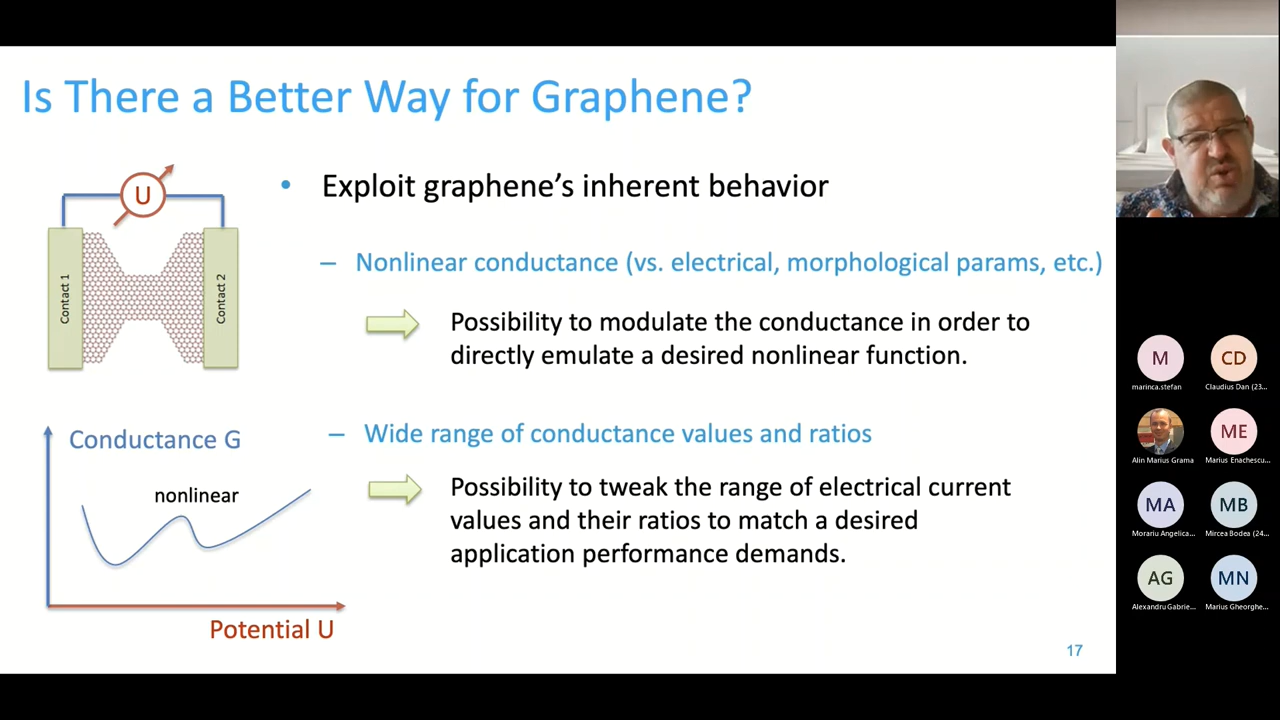 Is There a Better Way for Graphene?
U
Contact 1
Contact 2
• Exploit graphene's inherent behavior
– Nonlinear conductance (vs. electrical, morphological params, etc.)
Possibility to modulate the conductance in order to
directly emulate a desired nonlinear function.
– Wide range of conductance values and ratios
Possibility to tweak the range of electrical current
values and their ratios to match a desired
application performance demands.
Conductance G
nonlinear
Potential U
17
M
CD
marinca.stefan
Claudius Dan (23...
ME
Alin Marius Grama
Marius Enachescu...
MA
MB
Morariu Angelica...
Mircea Bodea (24...
AG
MN
Alexandru Gabrie...
Marius Gheorghe...